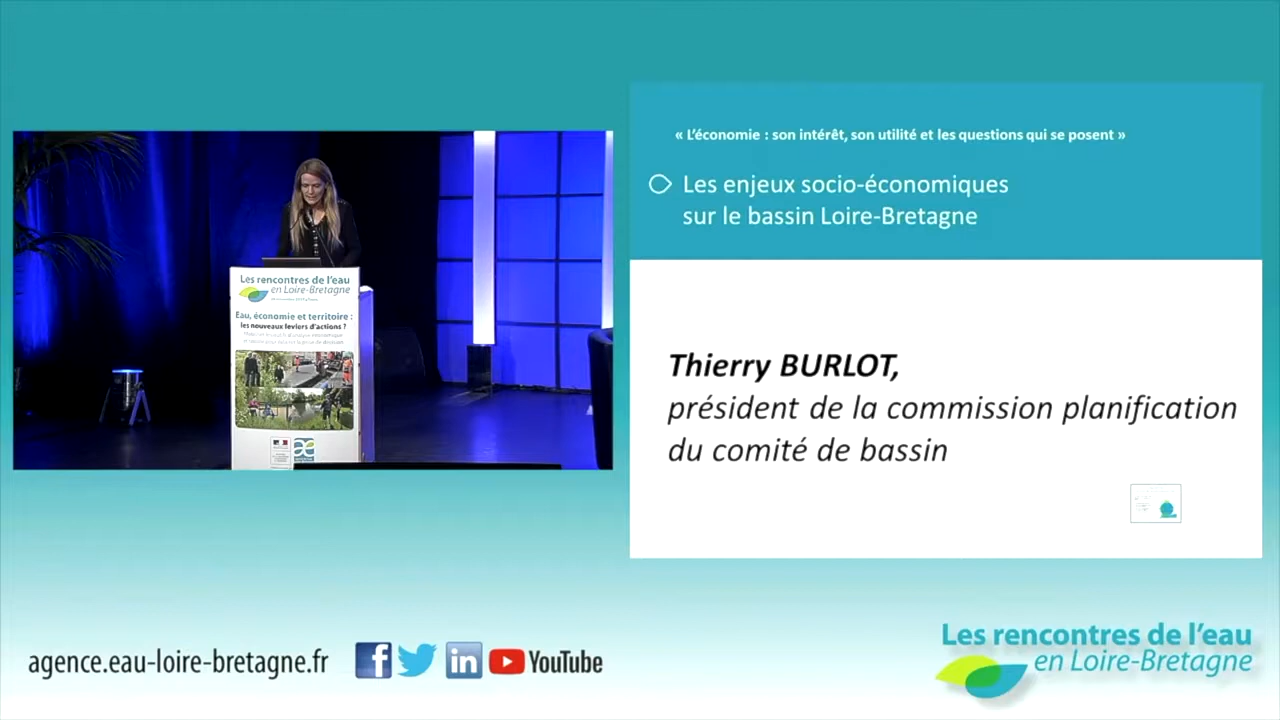 « L'économie : son intérêt, son utilité et les questions qui se posent »
Les enjeux socio-économiques
sur le bassin Loire-Bretagne
Les rencontres de l'eau
en Loire-Bretagne
Eau, économie et territoire :
les nouveaux leviers d'actions ?
Thierry BURLOT,
président de la commission planification
du comité de bassin
agence.eau-loire-bretagne.fr
YouTube
Les rencontres de l'eau
en Loire-Bretagne